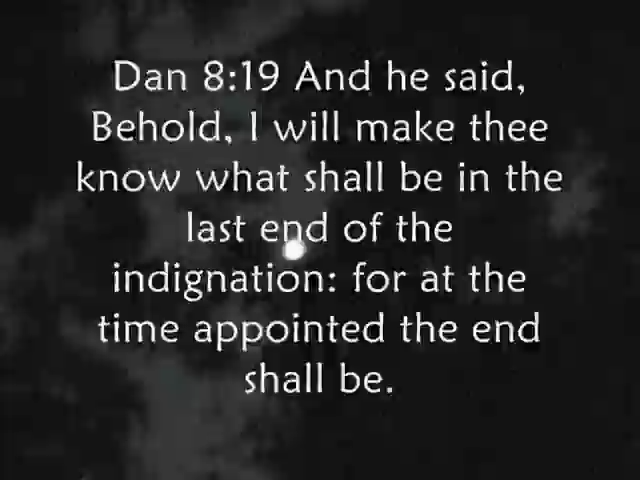 Dan 8:19 And he said,
Behold, I will make thee
know what shall be in the
last end of the
indignation: for at the
time appointed the end
shall be.